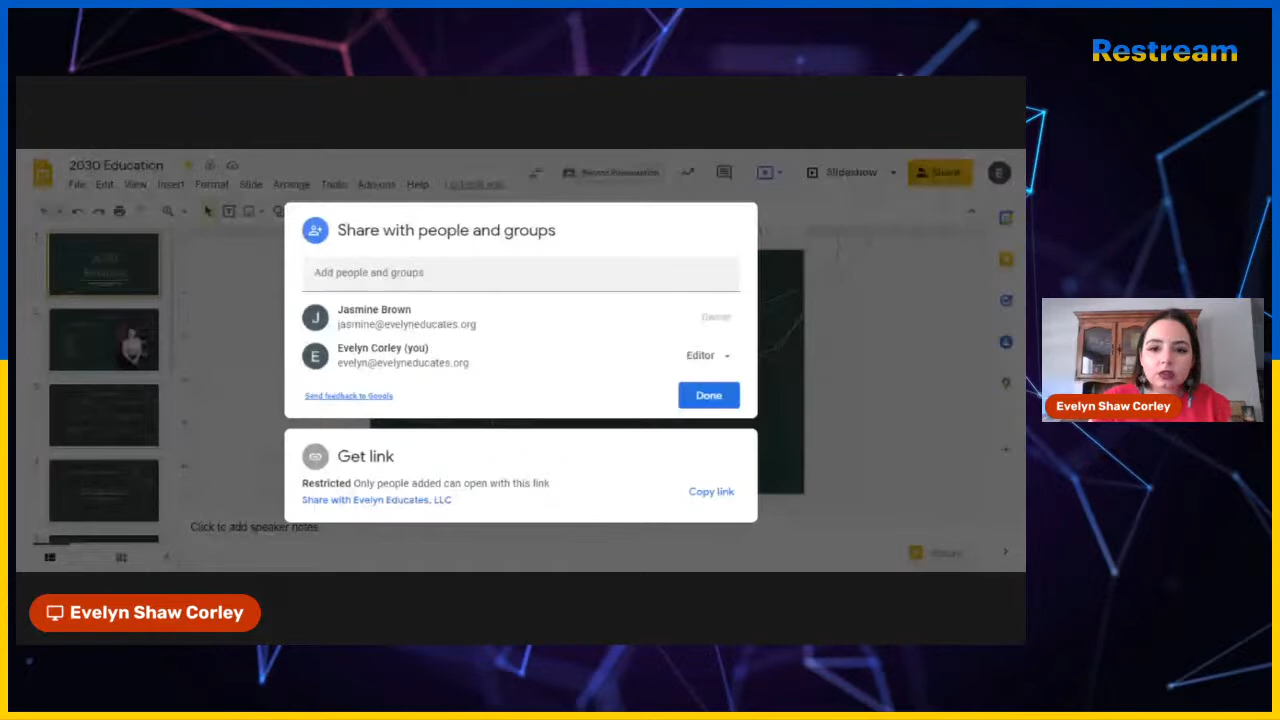 Restream
2030 Education
File Edit View Insert Format Slide Arrange Tools Add-ons Help
Slideshow
Share
E
Share with people and groups
Add people and groups
J
Jasmine Brown
jasmine@evelyneducates.org
Owner
E
Evelyn Corley (you)
evelyn@evelyneducates.org
Editor
Send feedback to Google
Done
Get link
Restricted Only people added can open with this link
Share with Evelyn Educates, LLC
Copy link
Click to add speaker notes
Evelyn Shaw Corley
Evelyn Shaw Corley